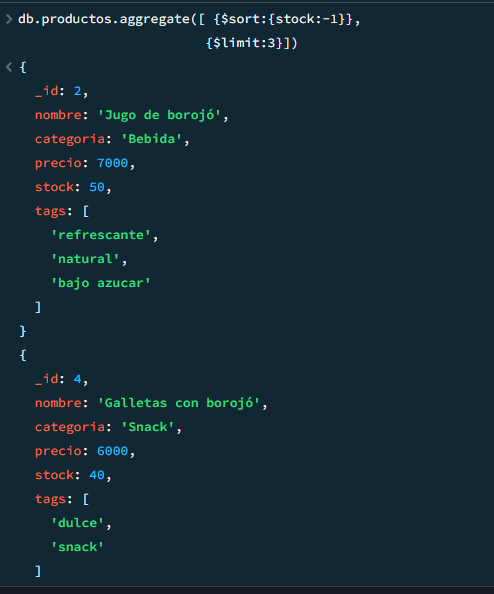 db.productos.aggregate([ {$sort:{stock:-1}},
{$limit:3}])
{
_id: 2,
nombre: 'Jugo de borojó',
categoria: 'Bebida',
precio: 7000,
stock: 50,
tags: [
'refrescante',
'natural',
'bajo azucar'
]
}
{
_id: 4,
nombre: 'Galletas con borojó',
categoria: 'Snack',
precio: 6000,
stock: 40,
tags: [
'dulce',
'snack'
]